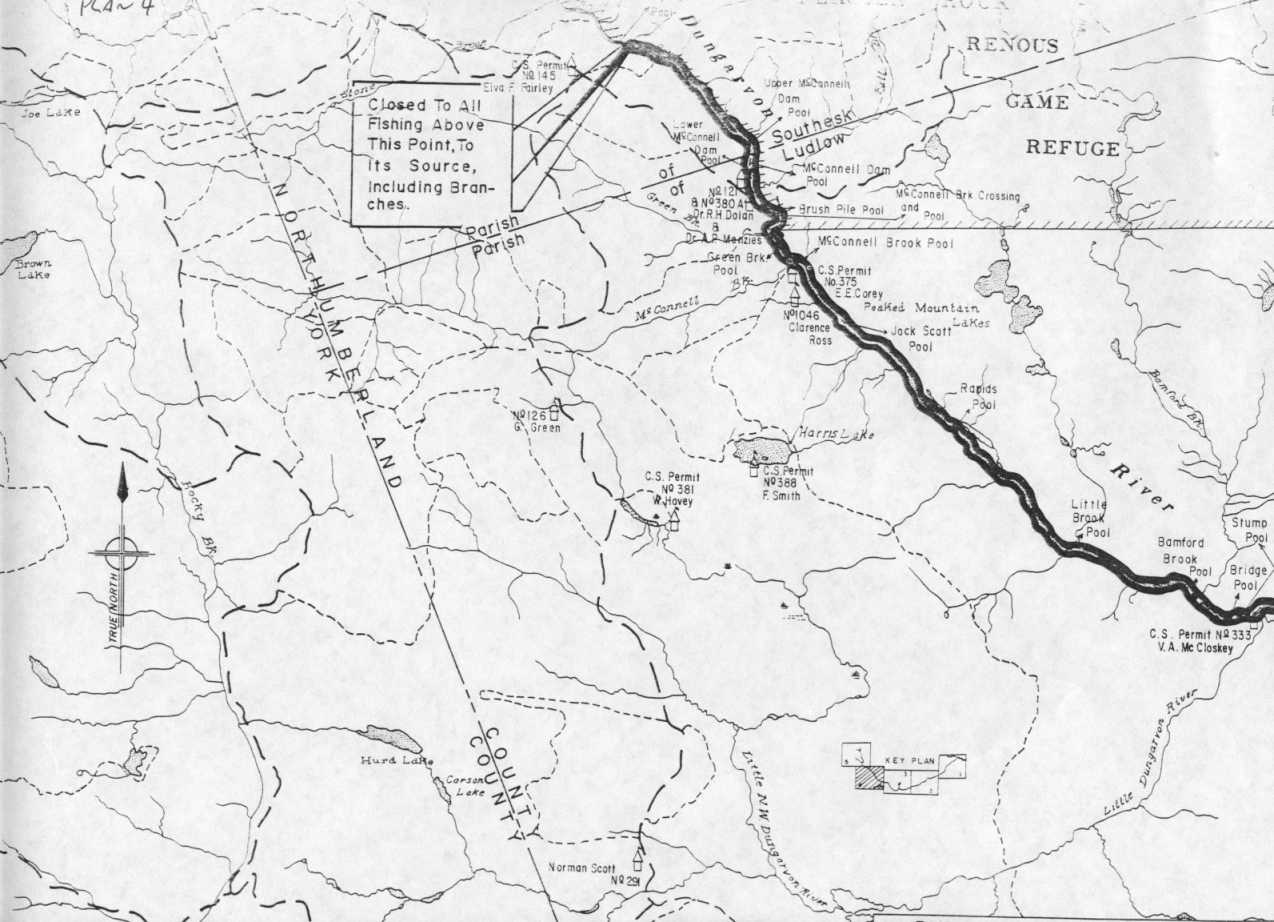 PLAN 4
RENOUS
GAME
REFUGE
Dungarvon
River
C.S. Permit
No 145
Elva F. Fairley
Stone
Joe Lake
Closed To All
Fishing Above
This Point, To
Its Source,
Including Bran-
ches.
Upper McConnell
Dam
Pool
Southesk
Ludlow
Lower
McConnell
Dam
Pool
McConnell Dam
Pool
of
of
Parish
Parish
Green Bk.
No 121
& No 380 A1
Dr. R.H. Dolan
&
Dr. A.P. Menzies
Brush Pile Pool
McConnell Brk Crossing
and
Pool
McConnell Brook Pool
Green Brk
Pool
C.S. Permit
No. 375
E.E. Corey
McConnell Bk.
No 1046
Clarence
Ross
Peaked Mountain
Lakes
Jack Scott
Pool
Brown
Lake
NORTHUMBERLAND
YORK
Rapids
Pool
Bamford Bk.
No 126
G. Green
Harris Lake
C.S. Permit
No 388
F. Smith
C.S. Permit
No 381
W. Hovey
Rocky Bk.
TRUE NORTH
Little
Brook
Pool
Stump
Pool
Bamford
Brook
Pool
Bridge
Pool
C.S. Permit No 333
V.A. McCloskey
Little Dungarvon River
Hurd Lake
Carson
Lake
COUNTY
COUNTY
Little N.W. Dungarvon River
KEY PLAN
Norman Scott
No 291